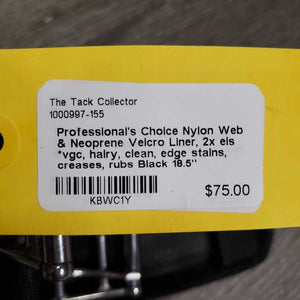 The Tack Collector
1000997-155
Professional's Choice Nylon Web
& Neoprene Velcro Liner, 2x els
*vgc, hairy, clean, edge stains,
creases, rubs Black 18.5"
$75.00
KBWC1Y